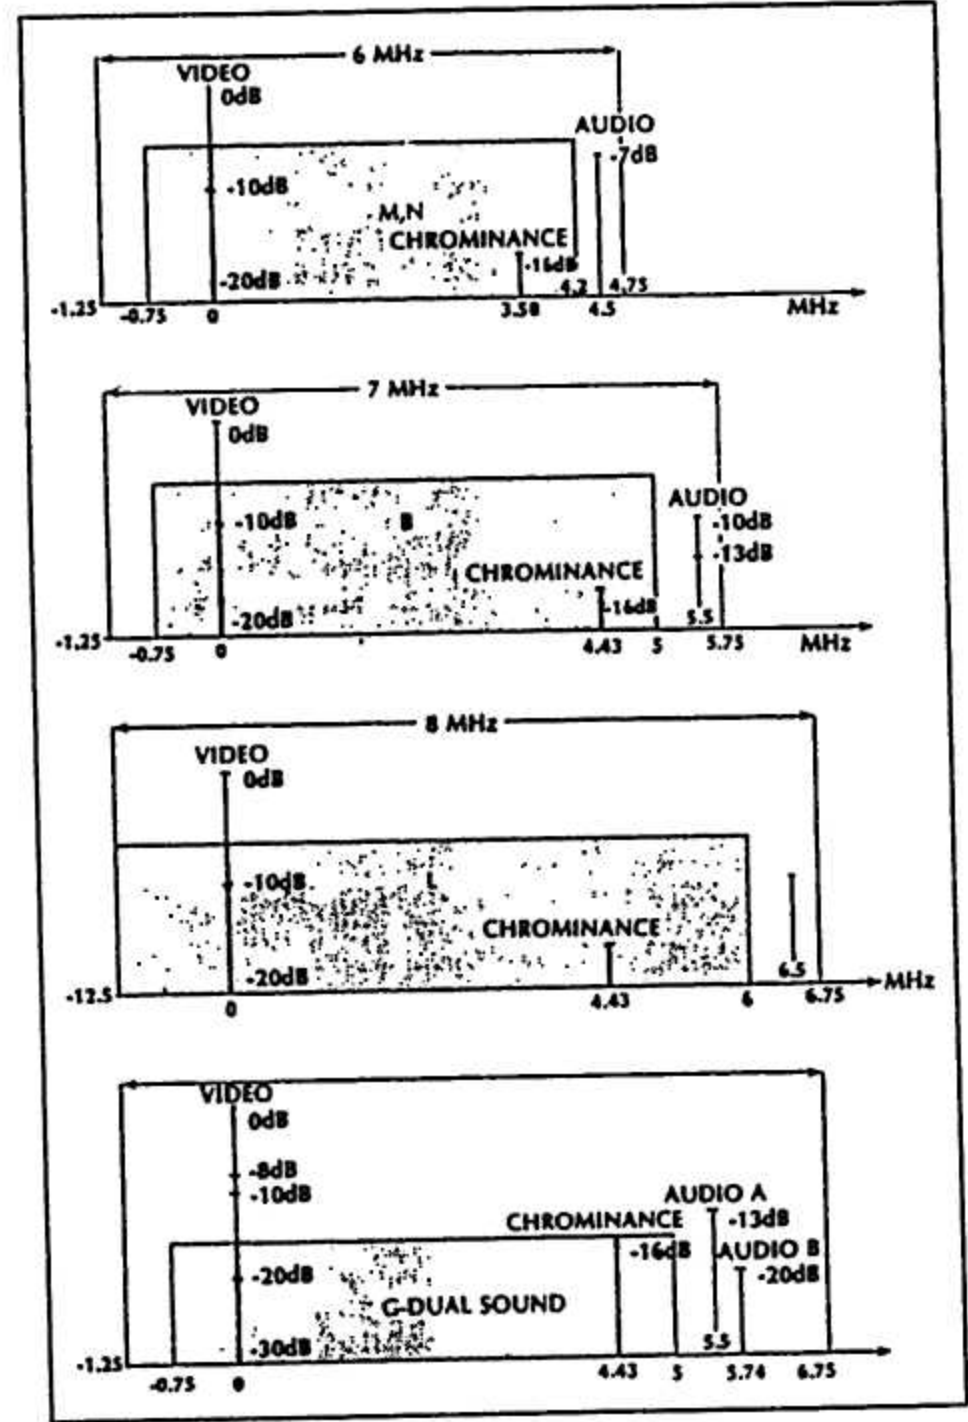 6 MHz
VIDEO
0dB
AUDIO
-7dB
-10dB
M,N
CHROMINANCE
-16dB
-20dB
4.2
4.75
-1.25
-0.75
0
3.58
4.5
MHz
7 MHz
VIDEO
0dB
AUDIO
-10dB
B
-10dB
-13dB
CHROMINANCE
-16dB
-20dB
5.5
-1.25
-0.75
0
4.43
5
5.75
MHz
8 MHz
VIDEO
0dB
-10dB
CHROMINANCE
-20dB
6.5
-12.5
0
4.43
6
6.75
MHz
VIDEO
0dB
-8dB
-10dB
AUDIO A
CHROMINANCE
-13dB
-16dB
AUDIO B
-20dB
-20dB
G-DUAL SOUND
-30dB
5.5
-1.25
-0.75
0
4.43
5
5.74
6.75